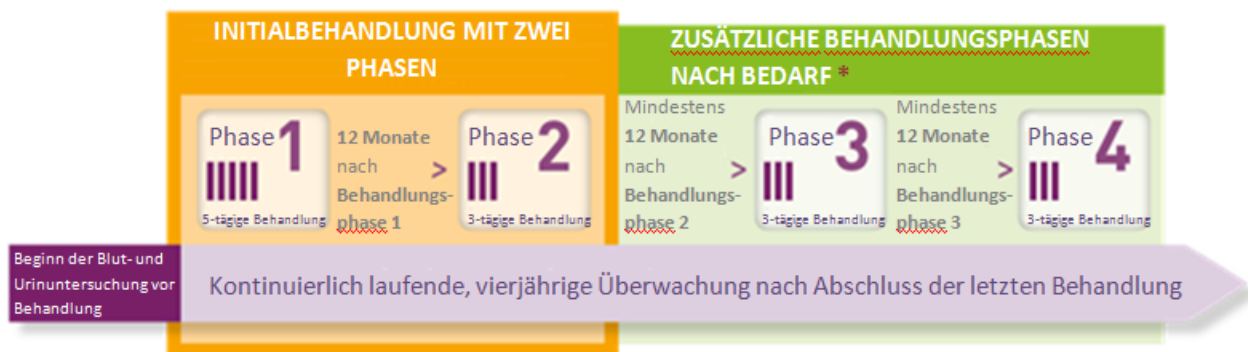 INITIALBEHANDLUNG MIT ZWEI
PHASEN
ZUSÄTZLICHE BEHANDLUNGSPHASEN
NACH BEDARF *
Phase 1
5-tägige Behandlung
12 Monate
nach
Behandlungs-
phase 1
>
Phase 2
3-tägige Behandlung
Mindestens
12 Monate
nach
Behandlungs-
phase 2
>
Phase 3
3-tägige Behandlung
Mindestens
12 Monate
nach
Behandlungs-
phase 3
>
Phase 4
3-tägige Behandlung
Beginn der Blut- und
Urinuntersuchung vor
Behandlung
Kontinuierlich laufende, vierjährige Überwachung nach Abschluss der letzten Behandlung